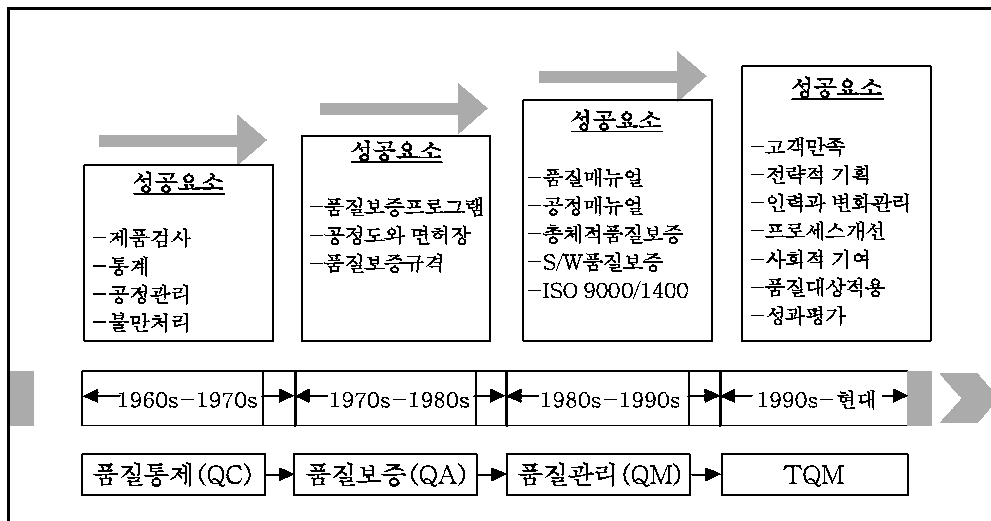 성공요소
-제품검사
-통계
-공정관리
-불만처리
성공요소
-품질보증프로그램
-공정도와 면허장
-품질보증규격
성공요소
-품질매뉴얼
-공정매뉴얼
-총체적품질보증
-S/W품질보증
-ISO 9000/1400
성공요소
-고객만족
-전략적 기획
-인력과 변화관리
-프로세스개선
-사회적 기여
-품질대상적용
-성과평가
1960s-1970s
1970s-1980s
1980s-1990s
1990s-현대
품질통제(QC)
품질보증(QA)
품질관리(QM)
TQM